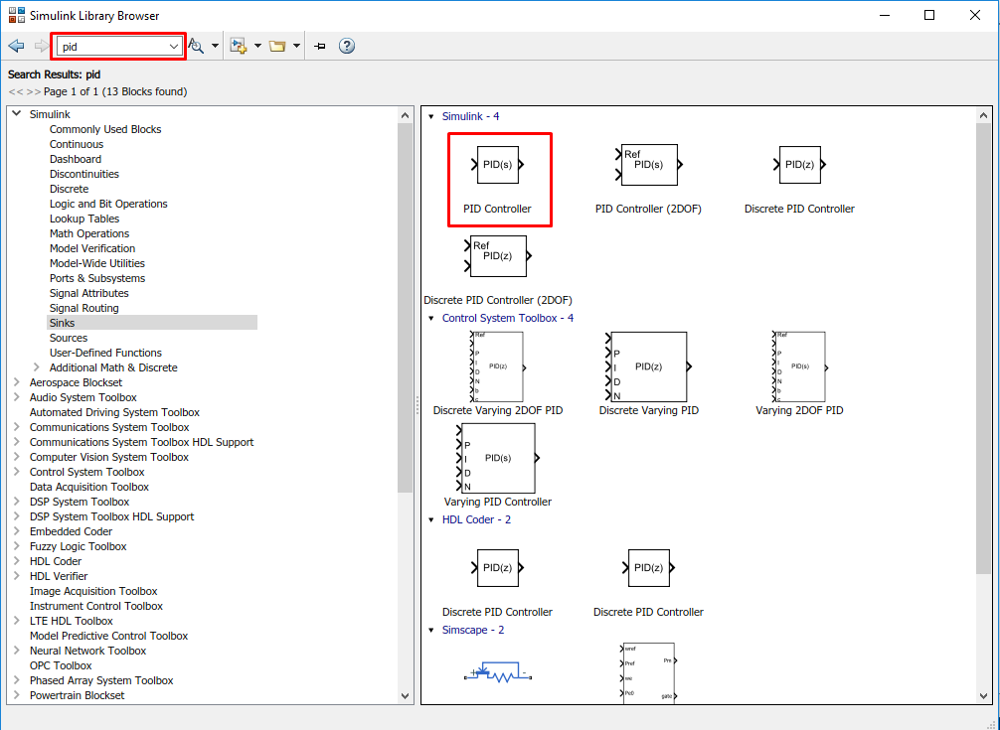 Simulink Library Browser
pid
Search Results: pid
<< >> Page 1 of 1 (13 Blocks found)
Simulink
Commonly Used Blocks
Continuous
Dashboard
Discontinuities
Discrete
Logic and Bit Operations
Lookup Tables
Math Operations
Model Verification
Model-Wide Utilities
Ports & Subsystems
Signal Attributes
Signal Routing
Sinks
Sources
User-Defined Functions
Additional Math & Discrete
Aerospace Blockset
Audio System Toolbox
Automated Driving System Toolbox
Communications System Toolbox
Communications System Toolbox HDL Support
Computer Vision System Toolbox
Control System Toolbox
Data Acquisition Toolbox
DSP System Toolbox
DSP System Toolbox HDL Support
Embedded Coder
Fuzzy Logic Toolbox
HDL Coder
HDL Verifier
Image Acquisition Toolbox
Instrument Control Toolbox
LTE HDL Toolbox
Model Predictive Control Toolbox
Neural Network Toolbox
OPC Toolbox
Phased Array System Toolbox
Powertrain Blockset
Simulink - 4
PID(s)
PID Controller
Ref
PID(s)
PID Controller (2DOF)
PID(z)
Discrete PID Controller
Ref
PID(z)
Discrete PID Controller (2DOF)
Control System Toolbox - 4
Ref
P
I
D
N
b
c
PID(z)
Discrete Varying 2DOF PID
P
I
D
N
PID(z)
Discrete Varying PID
Ref
P
I
D
N
b
c
PID(s)
Varying 2DOF PID
P
I
D
N
PID(s)
Varying PID Controller
HDL Coder - 2
PID(z)
Discrete PID Controller
PID(z)
Discrete PID Controller
Simscape - 2
+ -
wref
Pref
we
Pe0
Pm
gate